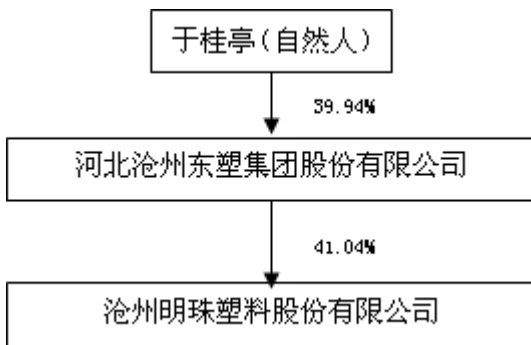 于桂亭(自然人)
39.94%
河北沧州东塑集团股份有限公司
41.04%
沧州明珠塑料股份有限公司